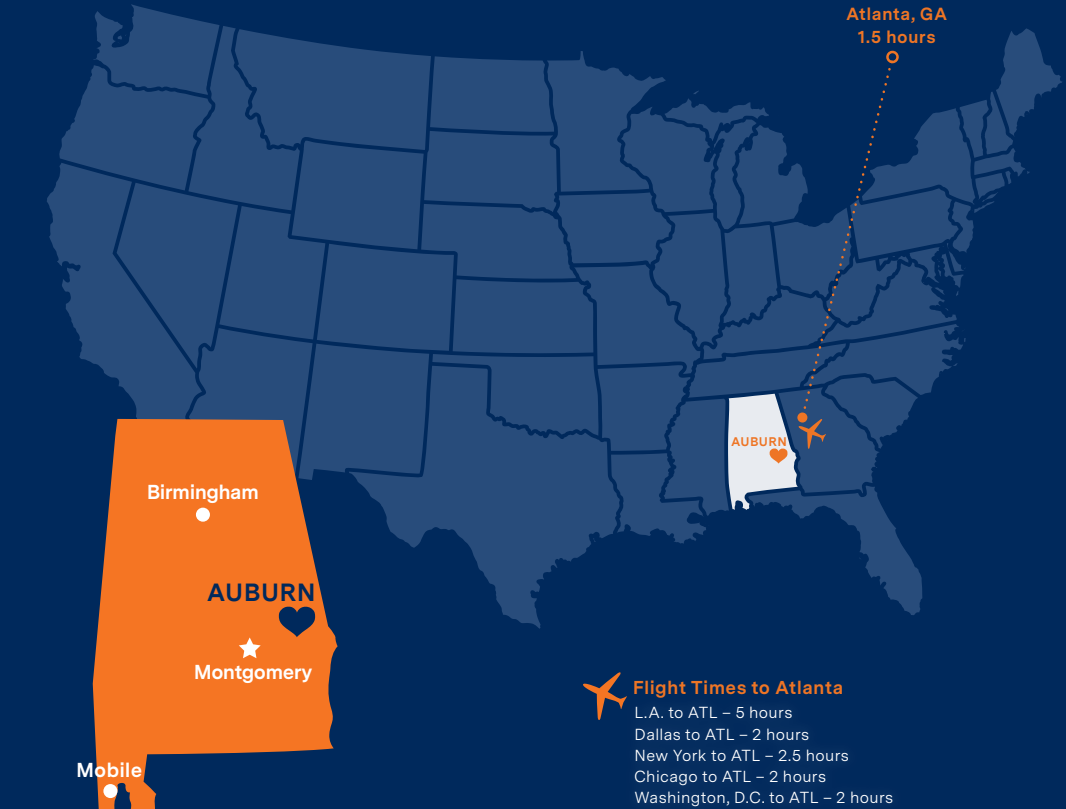 Atlanta, GA
1.5 hours
AUBURN
Birmingham
AUBURN
Montgomery
Mobile
Flight Times to Atlanta
L.A. to ATL – 5 hours
Dallas to ATL – 2 hours
New York to ATL – 2.5 hours
Chicago to ATL – 2 hours
Washington, D.C. to ATL – 2 hours